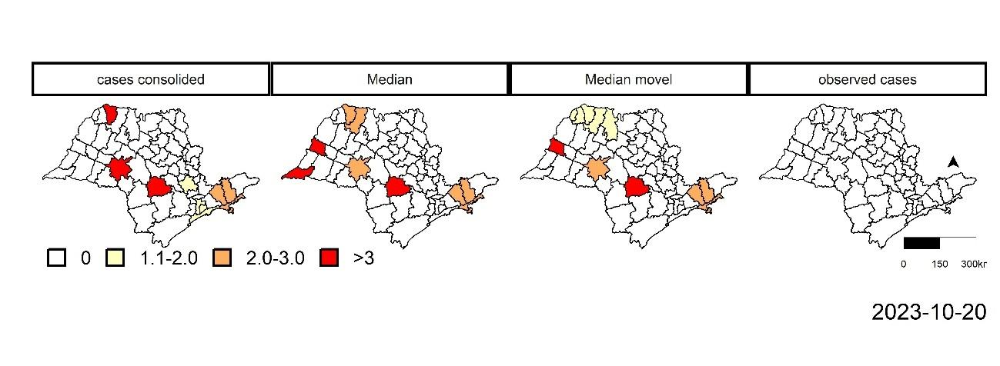 cases consolided
Median
Median movel
observed cases
0
1.1-2.0
2.0-3.0
>3
0 150 300kr
2023-10-20